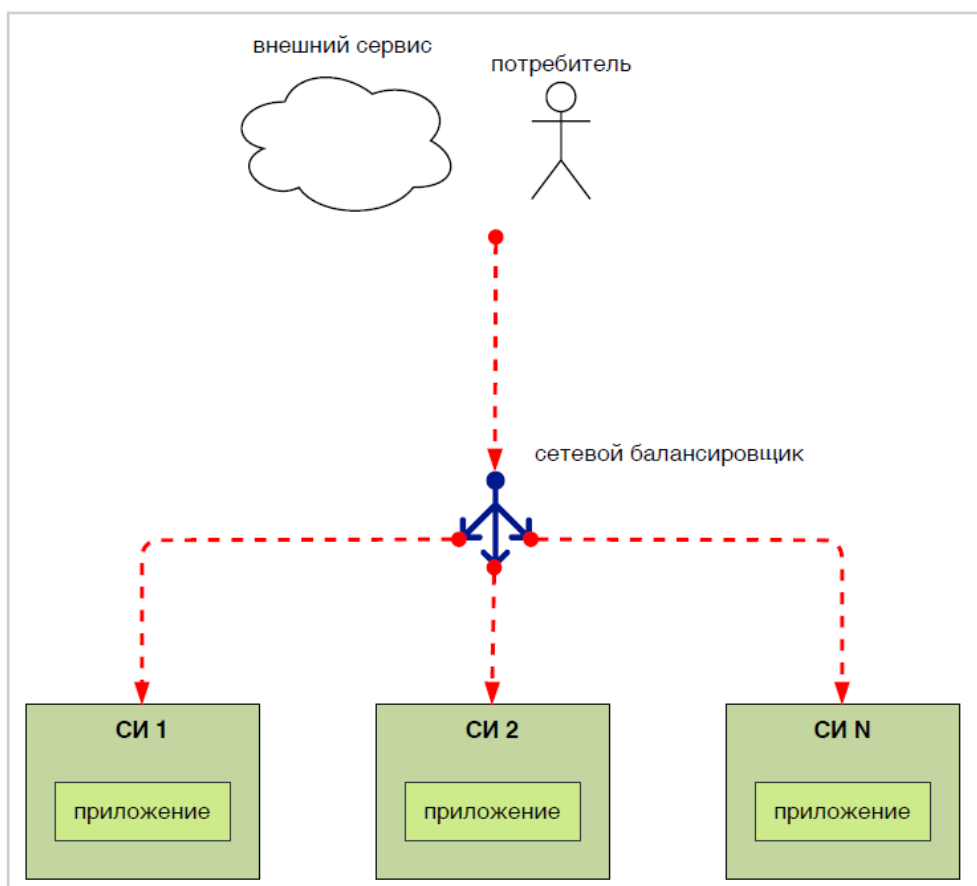 внешний сервис
потребитель
сетевой балансировщик
СИ 1
СИ 2
СИ N
приложение
приложение
приложение